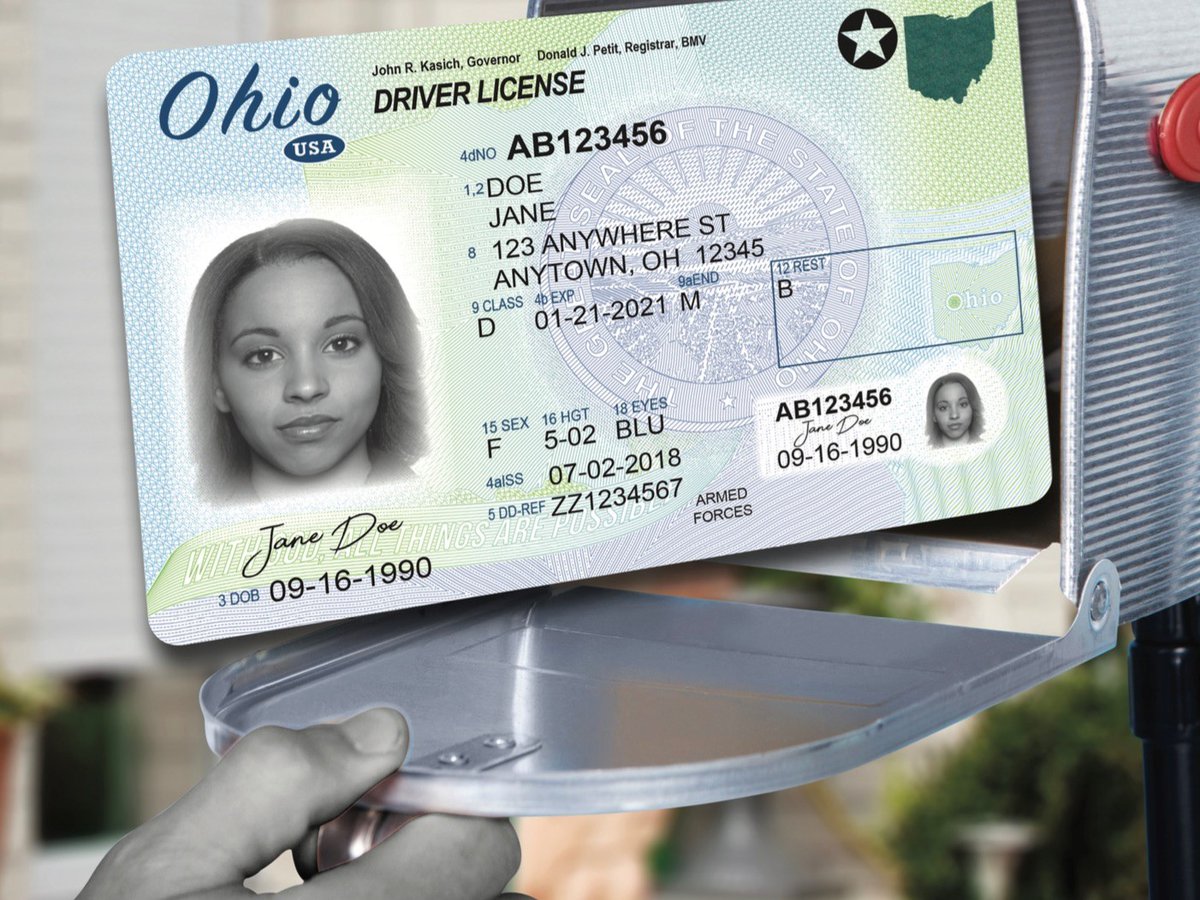 Ohio
USA
John R. Kasich, Governor Donald J. Petit, Registrar, BMV
DRIVER LICENSE
4dNO AB123456
1,2 DOE
JANE
8 123 ANYWHERE ST
ANYTOWN, OH 12345
9 CLASS 4b EXP 9aEND
D 01-21-2021 M
12 REST
B
Ohio
15 SEX 16 HGT 18 EYES
F 5-02 BLU
4aISS 07-02-2018
5 DD-REF ZZ1234567
ARMED
FORCES
AB123456
Jane Doe
09-16-1990
THE GREAT SEAL OF THE STATE OF OHIO
WITH GOD, ALL THINGS ARE POSSIBLE
Jane Doe
3 DOB 09-16-1990